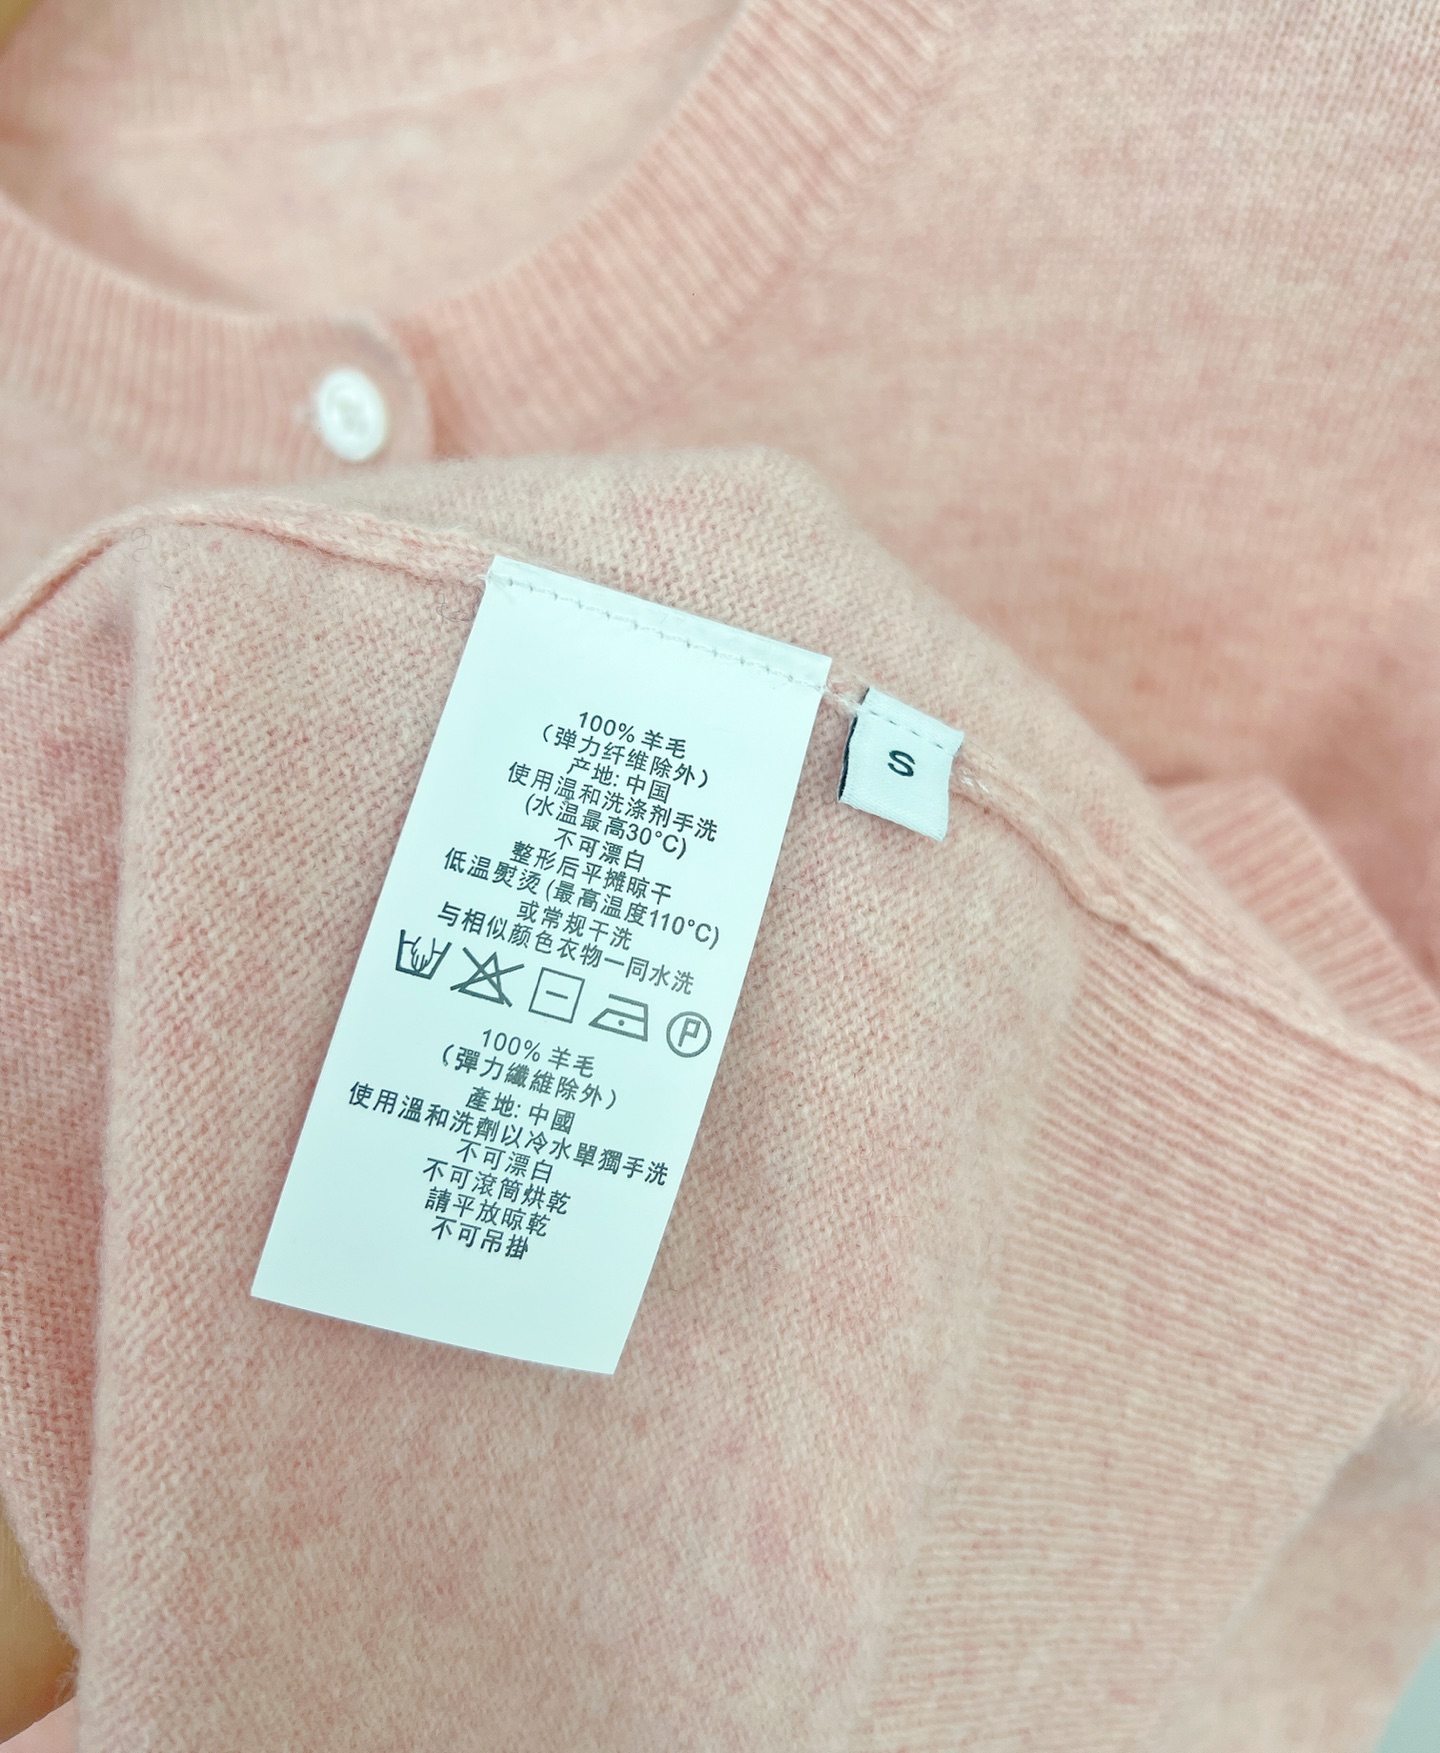 100% 羊毛
（弹力纤维除外）
产地: 中国
使用温和洗涤剂手洗
(水温最高30°C)
不可漂白
整形后平摊晾干
低温熨烫 (最高温度110°C)
或常规干洗
与相似颜色衣物一同水洗
P
100% 羊毛
（彈力纖維除外）
產地: 中國
使用溫和洗劑以冷水單獨手洗
不可漂白
不可滾筒烘乾
請平放晾乾
不可吊掛
S